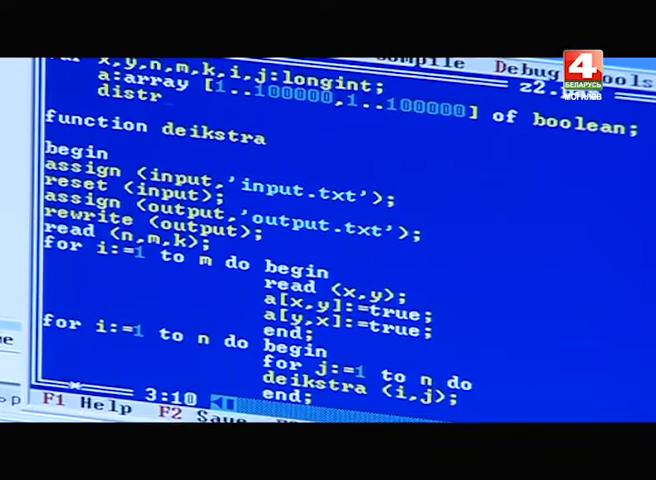 Compile Debug Tools
4
БЕЛАРУСЬ
МОГИЛЕВ
var x,y,n,m,k,i,j:longint;
a:array [1..100000,1..100000] of boolean;
distr_
function deikstra
begin
assign (input,'input.txt');
reset (input);
assign (output,'output.txt');
rewrite (output);
read (n,m,k);
for i:=1 to m do begin
read (x,y);
a[x,y]:=true;
a[y,x]:=true;
end;
for i:=1 to n do begin
for j:=1 to n do
deikstra (i,j);
end;
3:10
F1 Help F2 Save